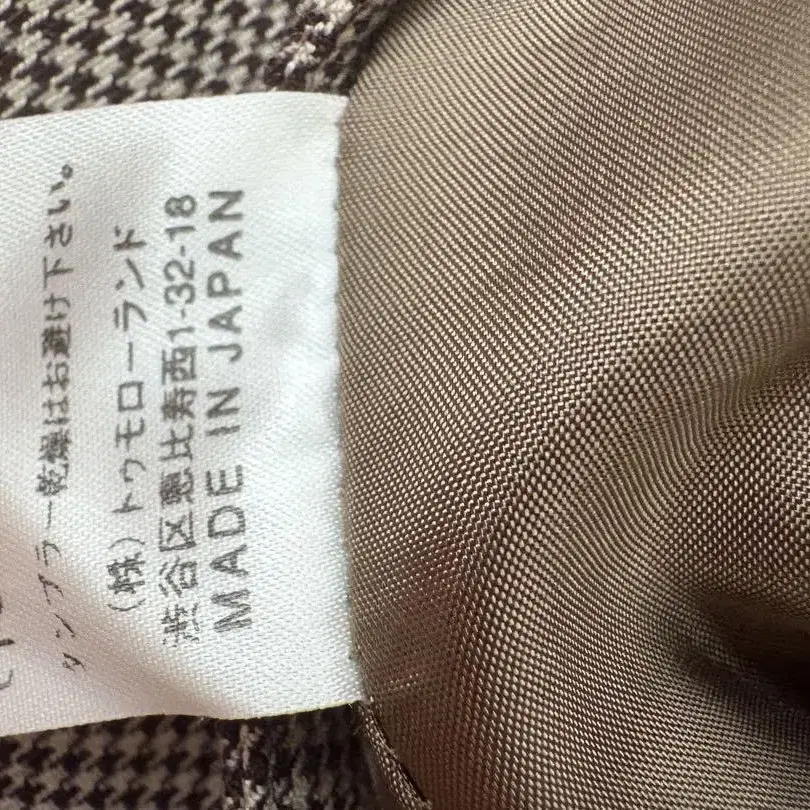 タンブラー乾燥はお避け下さい。
(株)トゥモローランド
渋谷区恵比寿西1-32-18
MADE IN JAPAN